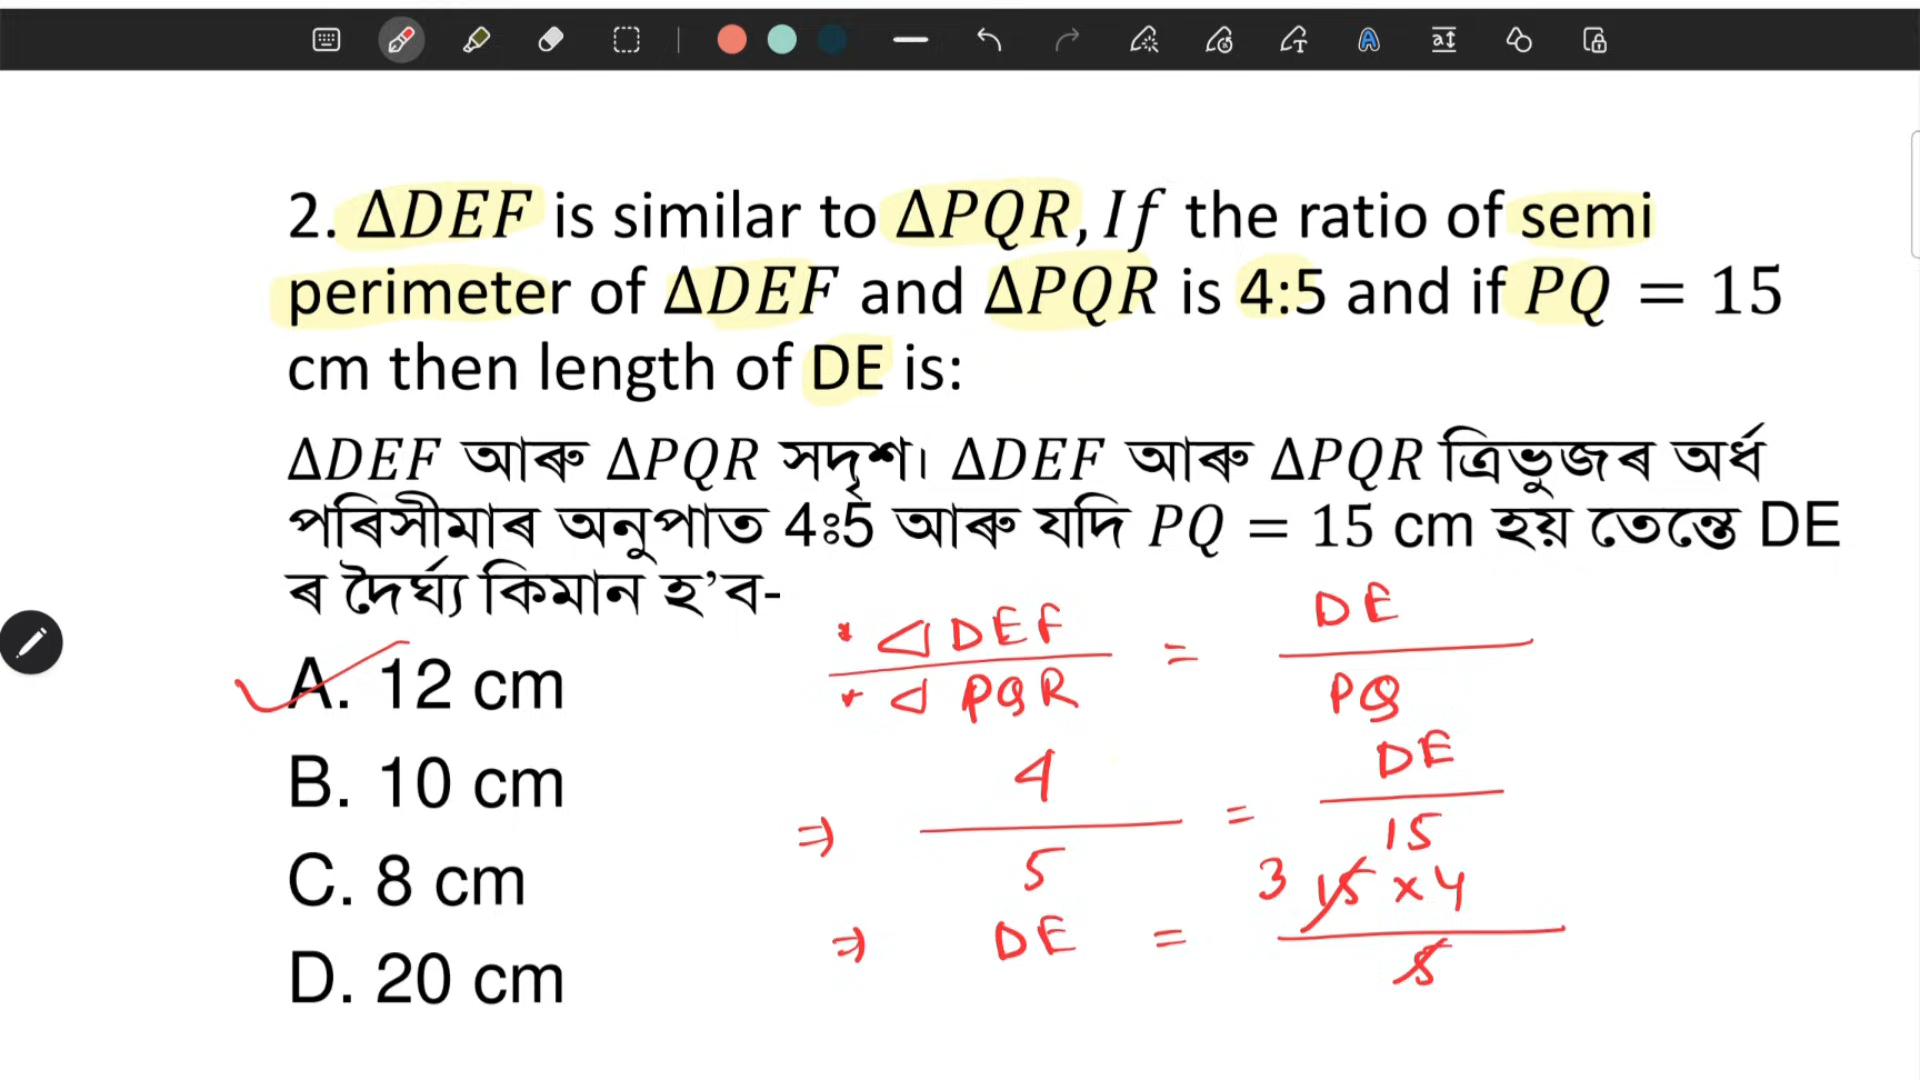 2. ΔDEF is similar to ΔPQR, If the ratio of semi
perimeter of ΔDEF and ΔPQR is 4:5 and if PQ = 15
cm then length of DE is:
ΔDEF আৰু ΔPQR সদৃশ। ΔDEF আৰু ΔPQR ত্ৰিভুজৰ অৰ্ধ
পৰিসীমাৰ অনুপাত 4ঃ5 আৰু যদি PQ = 15 cm হয় তেন্তে DE
ৰ দৈৰ্ঘ্য কিমান হ’ব-
A. 12 cm
B. 10 cm
C. 8 cm
D. 20 cm
* ⊲ DEF = DE
* ⊲ PQR PQ
⇒ 4 = DE
5 15
⇒ DE = 3 15 × 4
5